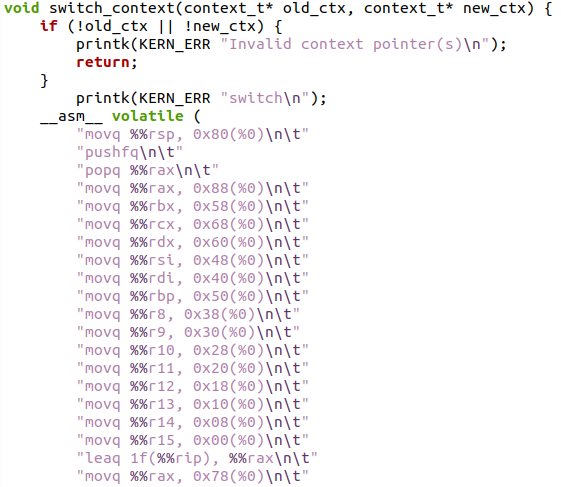 void switch_context(context_t* old_ctx, context_t* new_ctx) {
    if (!old_ctx || !new_ctx) {
        printk(KERN_ERR "Invalid context pointer(s)\n");
        return;
    }
        printk(KERN_ERR "switch\n");
    __asm__ volatile (
        "movq %%rsp, 0x80(%0)\n\t"
        "pushfq\n\t"
        "popq %%rax\n\t"
        "movq %%rax, 0x88(%0)\n\t"
        "movq %%rbx, 0x58(%0)\n\t"
        "movq %%rcx, 0x68(%0)\n\t"
        "movq %%rdx, 0x60(%0)\n\t"
        "movq %%rsi, 0x48(%0)\n\t"
        "movq %%rdi, 0x40(%0)\n\t"
        "movq %%rbp, 0x50(%0)\n\t"
        "movq %%r8, 0x38(%0)\n\t"
        "movq %%r9, 0x30(%0)\n\t"
        "movq %%r10, 0x28(%0)\n\t"
        "movq %%r11, 0x20(%0)\n\t"
        "movq %%r12, 0x18(%0)\n\t"
        "movq %%r13, 0x10(%0)\n\t"
        "movq %%r14, 0x08(%0)\n\t"
        "movq %%r15, 0x00(%0)\n\t"
        "leaq 1f(%%rip), %%rax\n\t"
        "movq %%rax, 0x78(%0)\n\t"